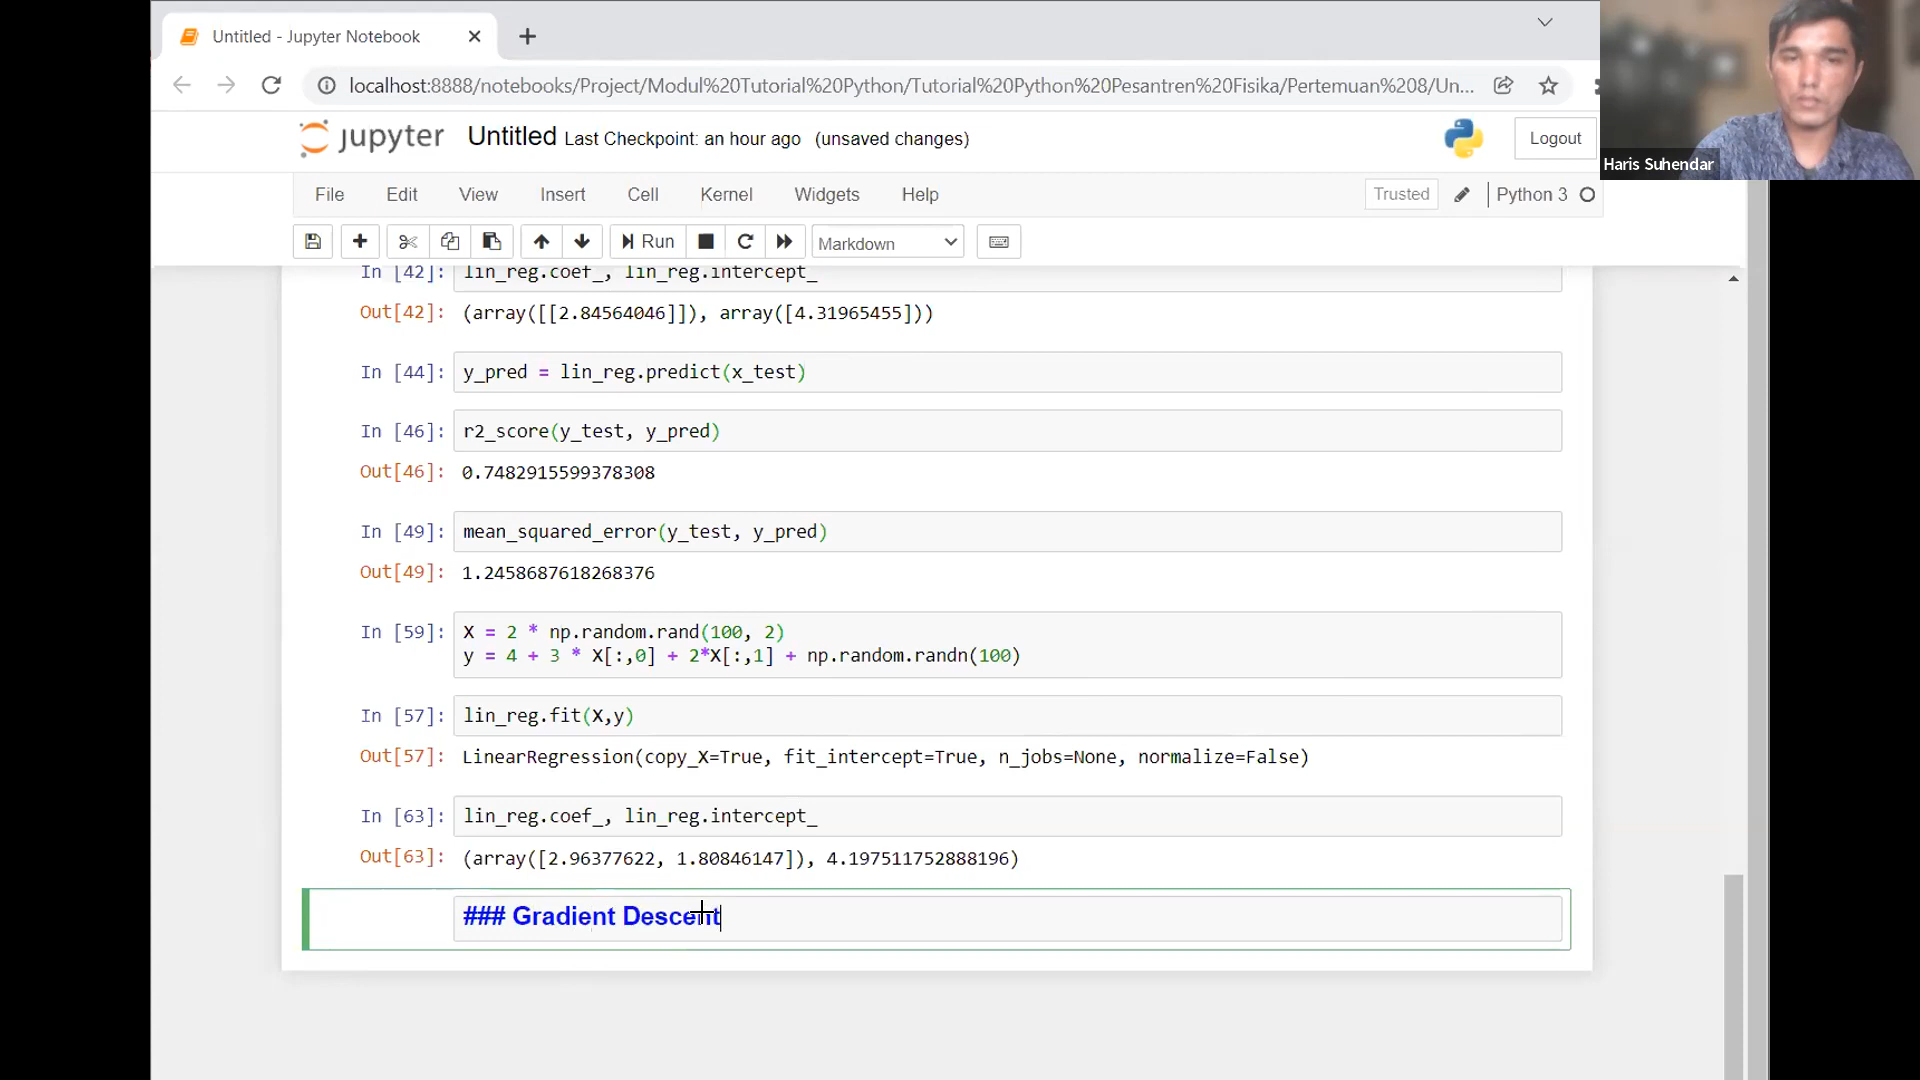 Untitled - Jupyter Notebook
localhost:8888/notebooks/Project/Modul%20Tutorial%20Python/Tutorial%20Python%20Pesantren%20Fisika/Pertemuan%208/Un...
jupyter Untitled Last Checkpoint: an hour ago (unsaved changes)
Logout
Haris Suhendar
File Edit View Insert Cell Kernel Widgets Help
Trusted
Python 3
Run
Markdown
In [42]: lin_reg.coef_, lin_reg.intercept_
Out[42]: (array([[2.84564046]]), array([4.31965455]))
In [44]: y_pred = lin_reg.predict(x_test)
In [46]: r2_score(y_test, y_pred)
Out[46]: 0.7482915599378308
In [49]: mean_squared_error(y_test, y_pred)
Out[49]: 1.2458687618268376
In [59]: X = 2 * np.random.rand(100, 2)
y = 4 + 3 * X[:,0] + 2*X[:,1] + np.random.randn(100)
In [57]: lin_reg.fit(X,y)
Out[57]: LinearRegression(copy_X=True, fit_intercept=True, n_jobs=None, normalize=False)
In [63]: lin_reg.coef_, lin_reg.intercept_
Out[63]: (array([2.96377622, 1.80846147]), 4.197511752888196)
### Gradient Descent